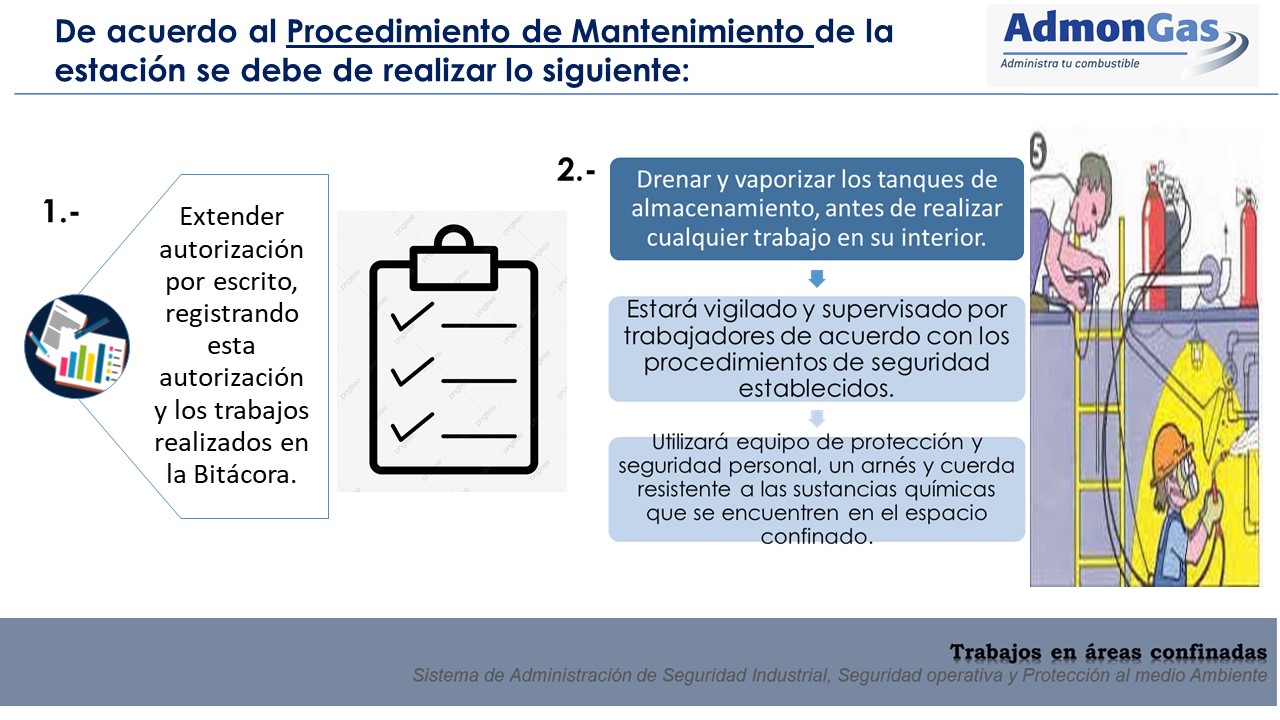 De acuerdo al Procedimiento de Mantenimiento de la
estación se debe de realizar lo siguiente:
AdmonGas
Administra tu combustible
1.-
Extender
autorización
por escrito,
registrando
esta
autorización
y los trabajos
realizados en
la Bitácora.
2.-
Drenar y vaporizar los tanques de
almacenamiento, antes de realizar
cualquier trabajo en su interior.
Estará vigilado y supervisado por
trabajadores de acuerdo con los
procedimientos de seguridad
establecidos.
Utilizará equipo de protección y
seguridad personal, un arnés y cuerda
resistente a las sustancias químicas
que se encuentren en el espacio
confinado.
5
Trabajos en áreas confinadas
Sistema de Administración de Seguridad Industrial, Seguridad operativa y Protección al medio Ambiente